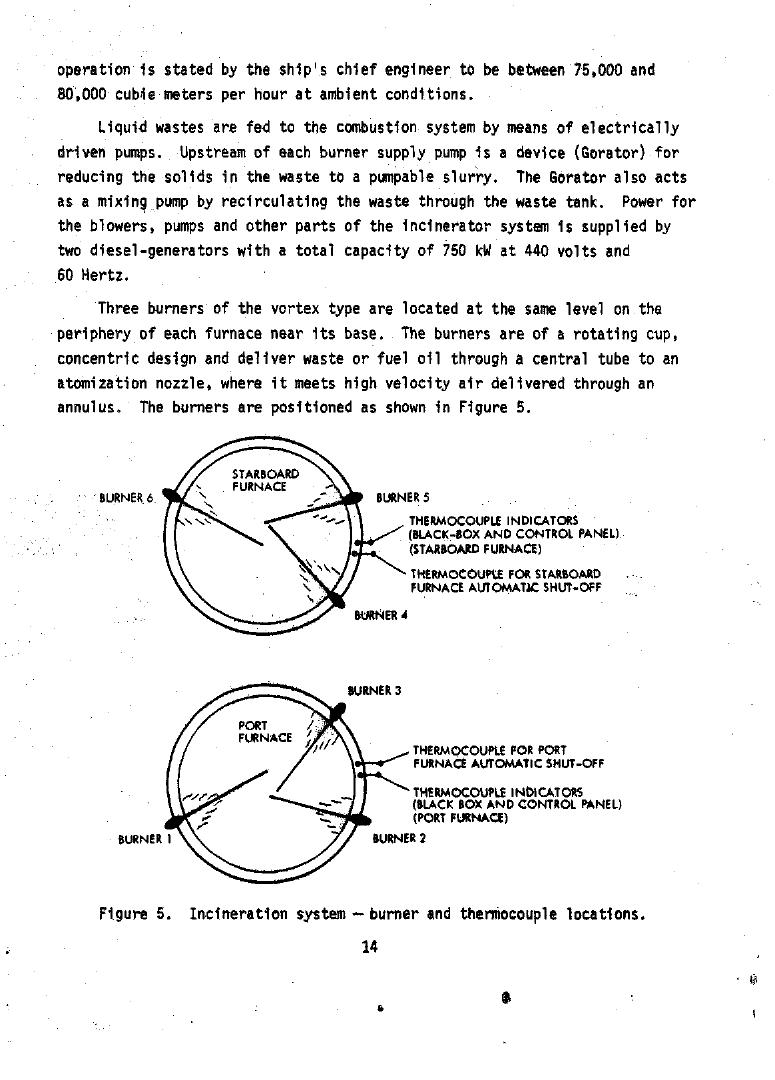 operation is stated by the ship's chief engineer to be between 75,000 and
80,000 cubic meters per hour at ambient conditions.
Liquid wastes are fed to the combustion system by means of electrically
driven pumps. Upstream of each burner supply pump is a device (Gorator) for
reducing the solids in the waste to a pumpable slurry. The Gorator also acts
as a mixing pump by recirculating the waste through the waste tank. Power for
the blowers, pumps and other parts of the incinerator system is supplied by
two diesel-generators with a total capacity of 750 kW at 440 volts and
60 Hertz.
Three burners of the vortex type are located at the same level on the
periphery of each furnace near its base. The burners are of a rotating cup,
concentric design and deliver waste or fuel oil through a central tube to an
atomization nozzle, where it meets high velocity air delivered through an
annulus. The burners are positioned as shown in Figure 5.
STARBOARD
FURNACE
BURNER 6
BURNER 5
THERMOCOUPLE INDICATORS
(BLACK-BOX AND CONTROL PANEL)
(STARBOARD FURNACE)
THERMOCOUPLE FOR STARBOARD
FURNACE AUTOMATIC SHUT-OFF
BURNER 4
BURNER 3
PORT
FURNACE
THERMOCOUPLE FOR PORT
FURNACE AUTOMATIC SHUT-OFF
THERMOCOUPLE INDICATORS
(BLACK BOX AND CONTROL PANEL)
(PORT FURNACE)
BURNER 1
BURNER 2
Figure 5. Incineration system — burner and thermocouple locations.
14